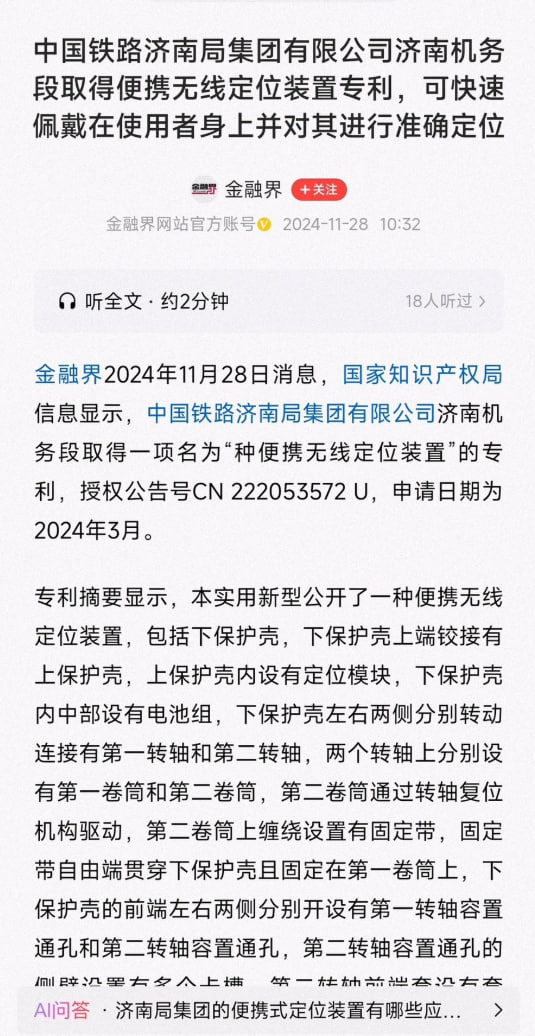 中国铁路济南局集团有限公司济南机务
段取得便携无线定位装置专利，可快速
佩戴在使用者身上并对其进行准确定位
金融界
金融界
+关注
金融界网站官方账号 2024-11-28 10:32
听全文·约2分钟
18人听过 >
金融界2024年11月28日消息，国家知识产权局
信息显示，中国铁路济南局集团有限公司济南机
务段取得一项名为“种便携无线定位装置”的专
利，授权公告号CN 222053572 U，申请日期为
2024年3月。
专利摘要显示，本实用新型公开了一种便携无线
定位装置，包括下保护壳，下保护壳上端铰接有
上保护壳，上保护壳内设有定位模块，下保护壳
内中部设有电池组，下保护壳左右两侧分别转动
连接有第一转轴和第二转轴，两个转轴上分别设
有第一卷筒和第二卷筒，第二卷筒通过转轴复位
机构驱动，第二卷筒上缠绕设置有固定带，固定
带自由端贯穿下保护壳且固定在第一卷筒上，下
保护壳的前端左右两侧分别开设有第一转轴容置
通孔和第二转轴容置通孔，第二转轴容置通孔的
侧壁设置有多个卡槽，第二转轴前端套设有套
AI问答 · 济南局集团的便携式定位装置有哪些应... >